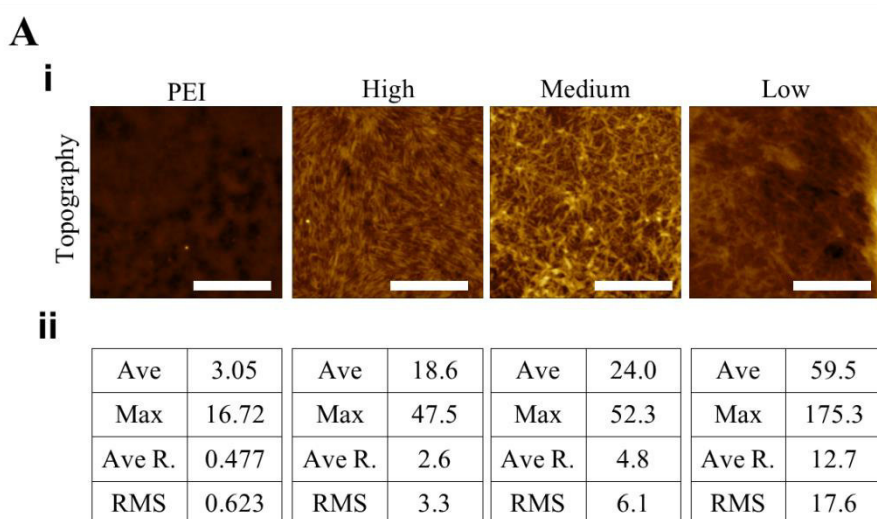 A
i
PEI High Medium Low
Topography
ii
Ave 3.05 Ave 18.6 Ave 24.0 Ave 59.5
Max 16.72 Max 47.5 Max 52.3 Max 175.3
Ave R. 0.477 Ave R. 2.6 Ave R. 4.8 Ave R. 12.7
RMS 0.623 RMS 3.3 RMS 6.1 RMS 17.6